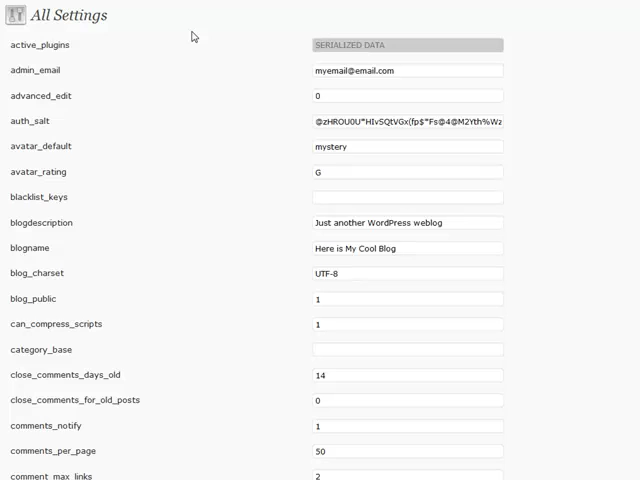 All Settings
active_plugins SERIALIZED DATA
admin_email myemail@email.com
advanced_edit 0
auth_salt
avatar_default mystery
avatar_rating G
blacklist_keys
blogdescription Just another WordPress weblog
blogname Here is My Cool Blog
blog_charset UTF-8
blog_public 1
can_compress_scripts 1
category_base
close_comments_days_old 14
close_comments_for_old_posts 0
comments_notify 1
comments_per_page 50
comment_max_links 2